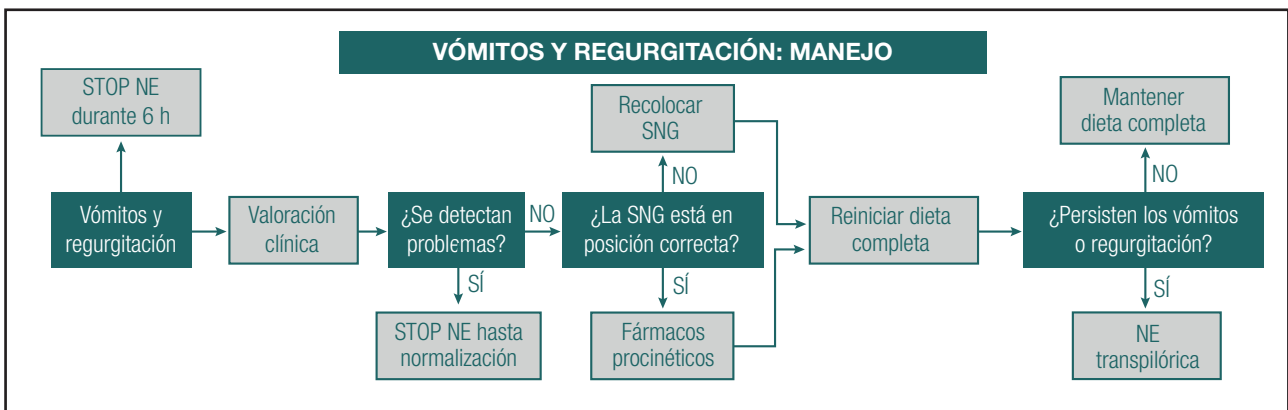 VÓMITOS Y REGURGITACIÓN: MANEJO
STOP NE
durante 6 h
Vómitos y
regurgitación
Valoración
clínica
¿Se detectan
problemas?
NO
SÍ
STOP NE hasta
normalización
¿La SNG está en
posición correcta?
NO
Recolocar
SNG
SÍ
Fármacos
procinéticos
Reiniciar dieta
completa
¿Persisten los vómitos
o regurgitación?
NO
Mantener
dieta completa
SÍ
NE
transpilórica